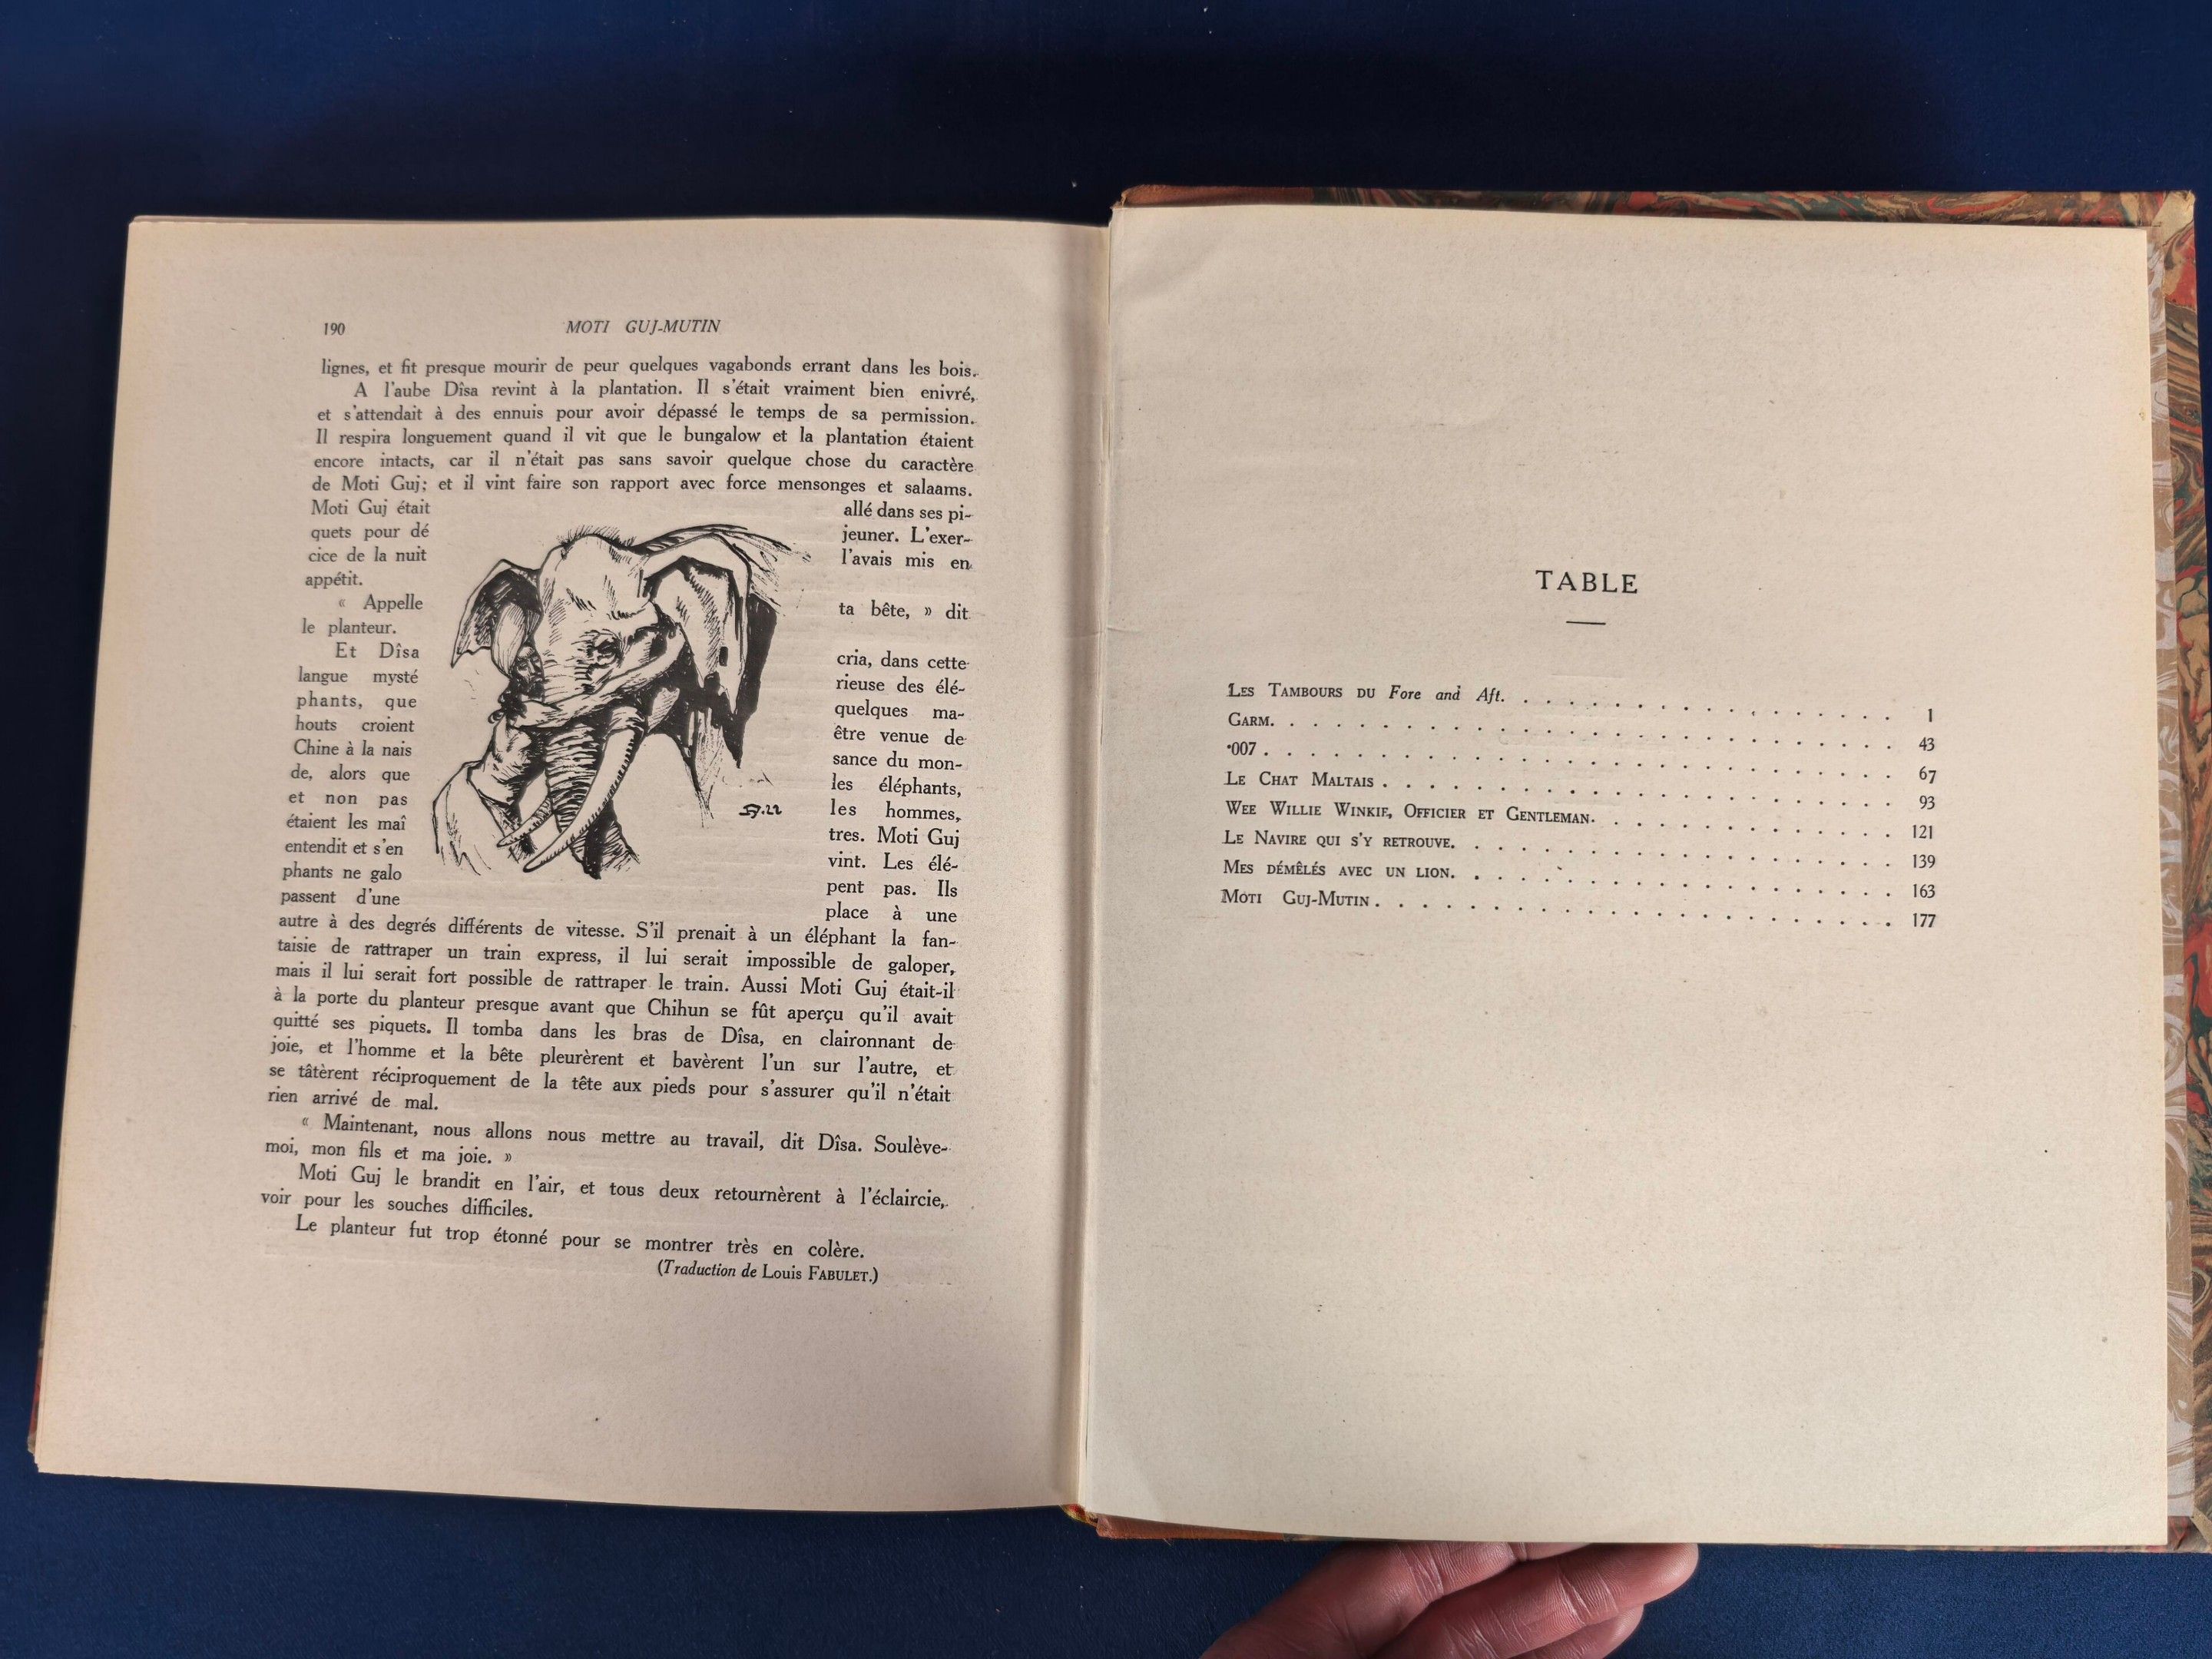 190 MOTI GUJ-MUTIN
lignes, et fit presque mourir de peur quelques vagabonds errant dans les bois.
A l'aube Dîsa revint à la plantation. Il s'était vraiment bien enivré,
et s'attendait à des ennuis pour avoir dépassé le temps de sa permission.
Il respira longuement quand il vit que le bungalow et la plantation étaient
encore intacts, car il n'était pas sans savoir quelque chose du caractère
de Moti Guj; et il vint faire son rapport avec force mensonges et salaams.
Moti Guj était allé dans ses pi-
quets pour dé jeuner. L'exer-
cice de la nuit l'avais mis en
appétit.
« Appelle ta bête, » dit
le planteur.
Et Dîsa cria, dans cette
langue mysté rieuse des élé-
phants, que quelques ma-
houts croient être venue de
Chine à la nais sance du mon-
de, alors que les éléphants,
et non pas les hommes,
étaient les maî tres. Moti Guj
entendit et s'en vint. Les élé-
phants ne galo pent pas. Ils
passent d'une place à une
autre à des degrés différents de vitesse. S'il prenait à un éléphant la fan-
taisie de rattraper un train express, il lui serait impossible de galoper,
mais il lui serait fort possible de rattraper le train. Aussi Moti Guj était-il
à la porte du planteur presque avant que Chihun se fût aperçu qu'il avait
quitté ses piquets. Il tomba dans les bras de Dîsa, en claironnant de
joie, et l'homme et la bête pleurèrent et bavèrent l'un sur l'autre, et
se tâtèrent réciproquement de la tête aux pieds pour s'assurer qu'il n'était
rien arrivé de mal.
« Maintenant, nous allons nous mettre au travail, dit Dîsa. Soulève-
moi, mon fils et ma joie. »
Moti Guj le brandit en l'air, et tous deux retournèrent à l'éclaircie,
voir pour les souches difficiles.
Le planteur fut trop étonné pour se montrer très en colère.
(Traduction de Louis FABULET.)
TABLE
LES TAMBOURS DU Fore and Aft. 1
GARM. 43
·007. 67
LE CHAT MALTAIS. 93
WEE WILLIE WINKIE, OFFICIER ET GENTLEMAN. 121
LE NAVIRE QUI S'Y RETROUVE. 139
MES DÉMÊLÉS AVEC UN LION. 163
MOTI GUJ-MUTIN. 177